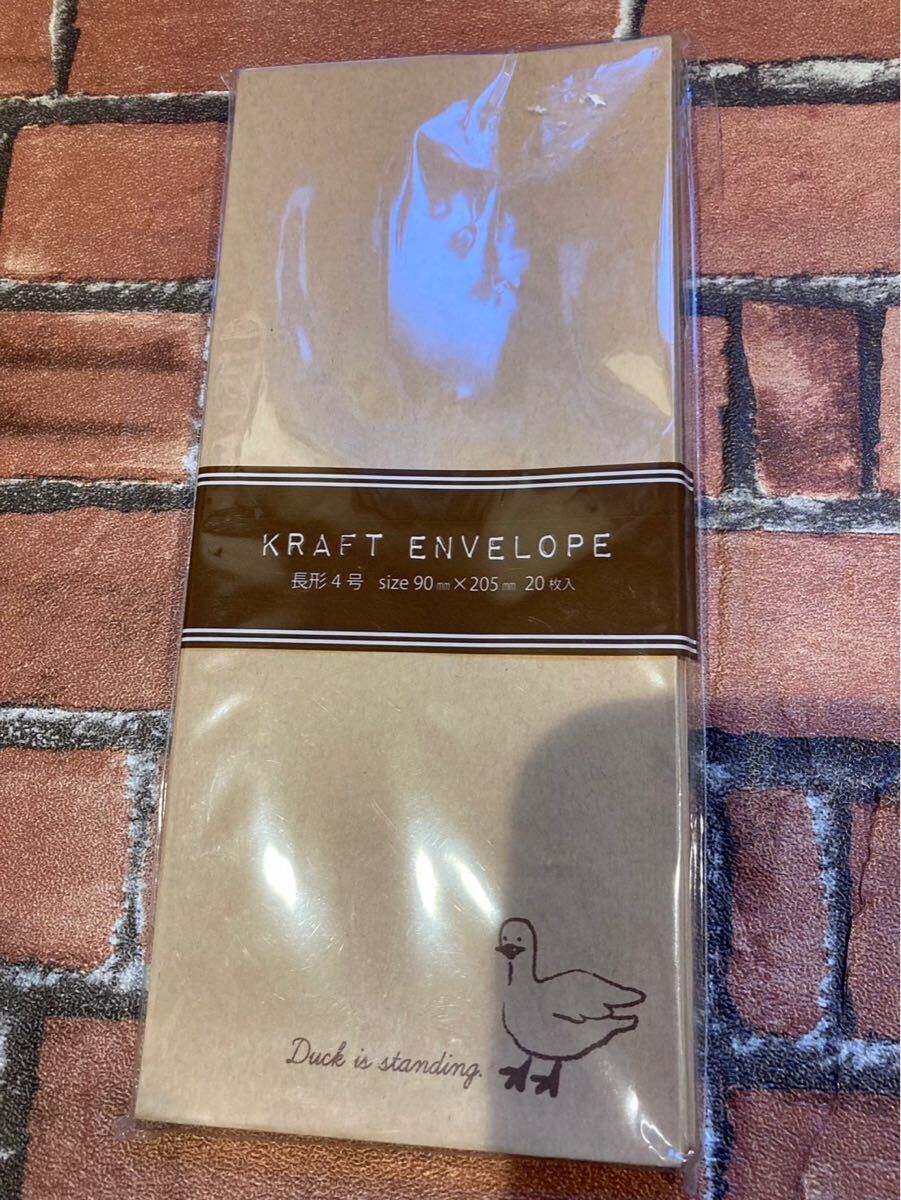 KRAFT ENVELOPE
長形4号 size 90㎜×205㎜ 20枚入
Duck is standing.